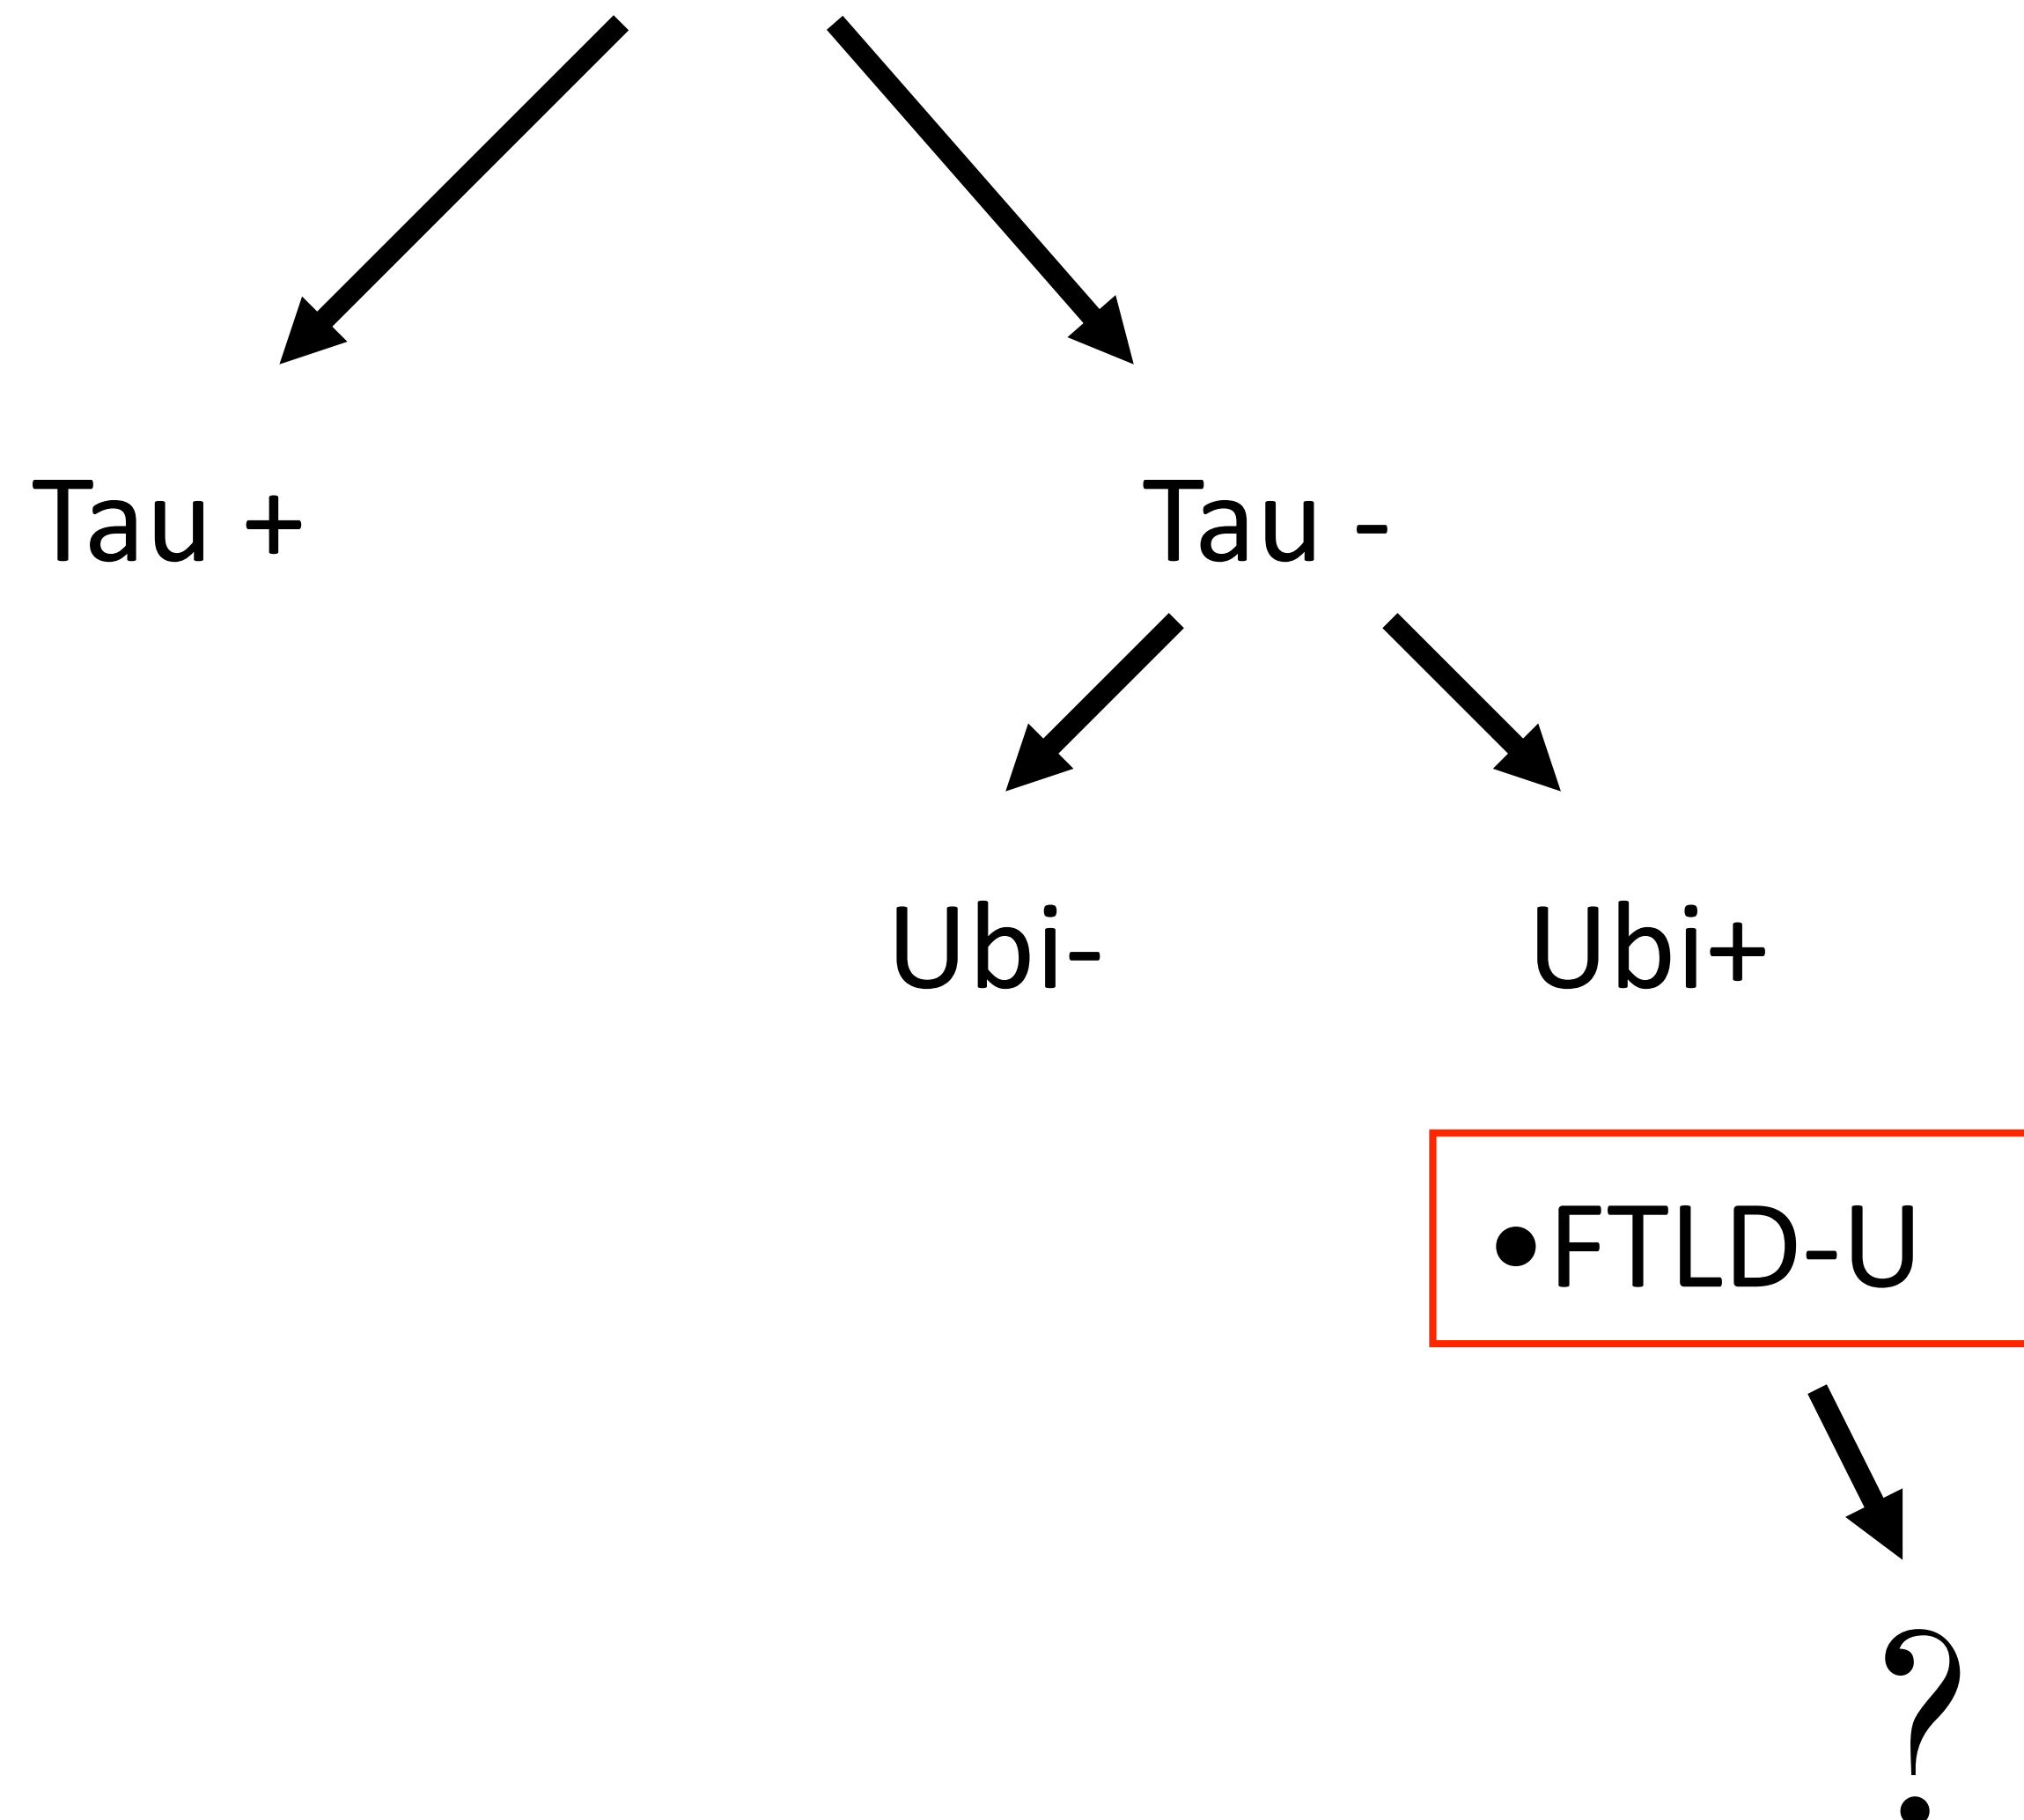 Tau +
Tau -
Ubi-
Ubi+
•FTLD-U
?